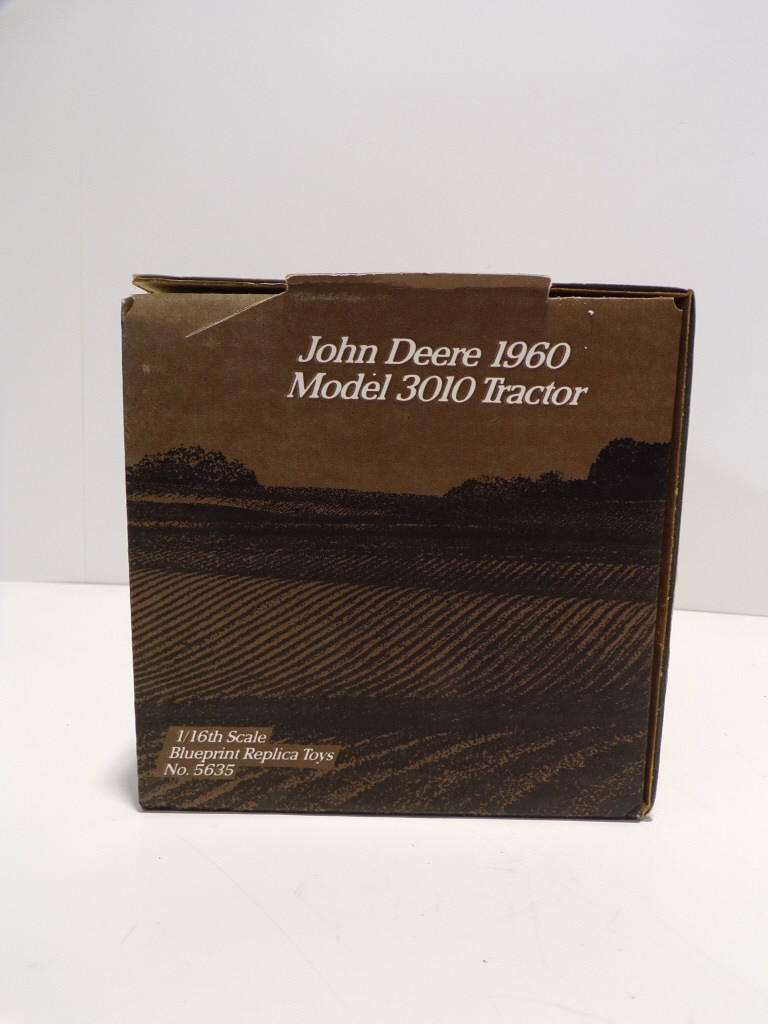 John Deere 1960
Model 3010 Tractor
1/16th Scale
Blueprint Replica Toys
No. 5635